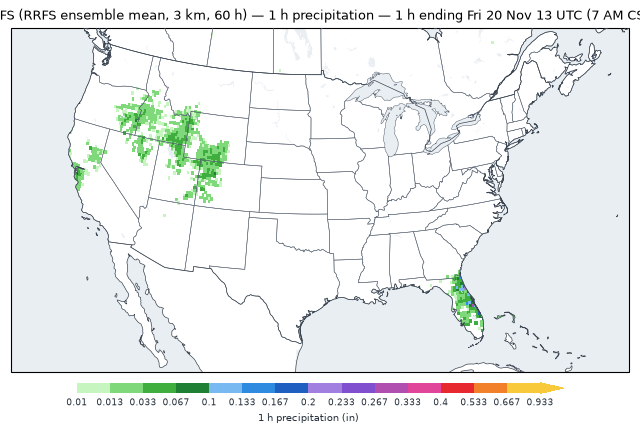 FS (RRFS ensemble mean, 3 km, 60 h) — 1 h precipitation — 1 h ending Fri 20 Nov 13 UTC (7 AM CS
0.01 0.013 0.033 0.067 0.1 0.133 0.167 0.2 0.233 0.233 0.267 0.333 0.4 0.533 0.667 0.933
1 h precipitation (in)